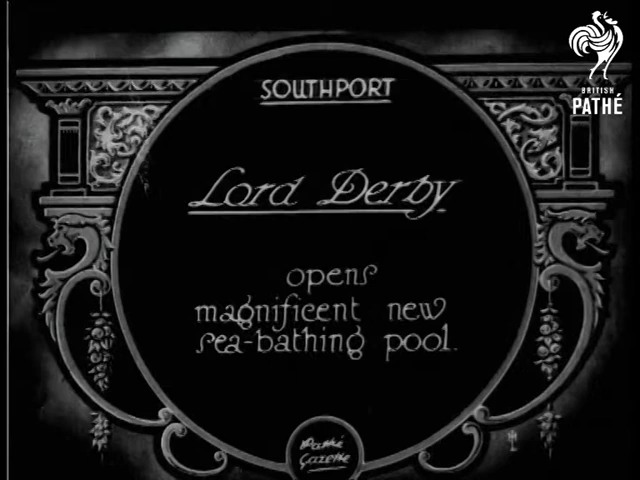 SOUTHPORT
BRITISH
PATHÉ
Lord Derby
opens
magnificent new
sea-bathing pool.
Pathé
Gazette